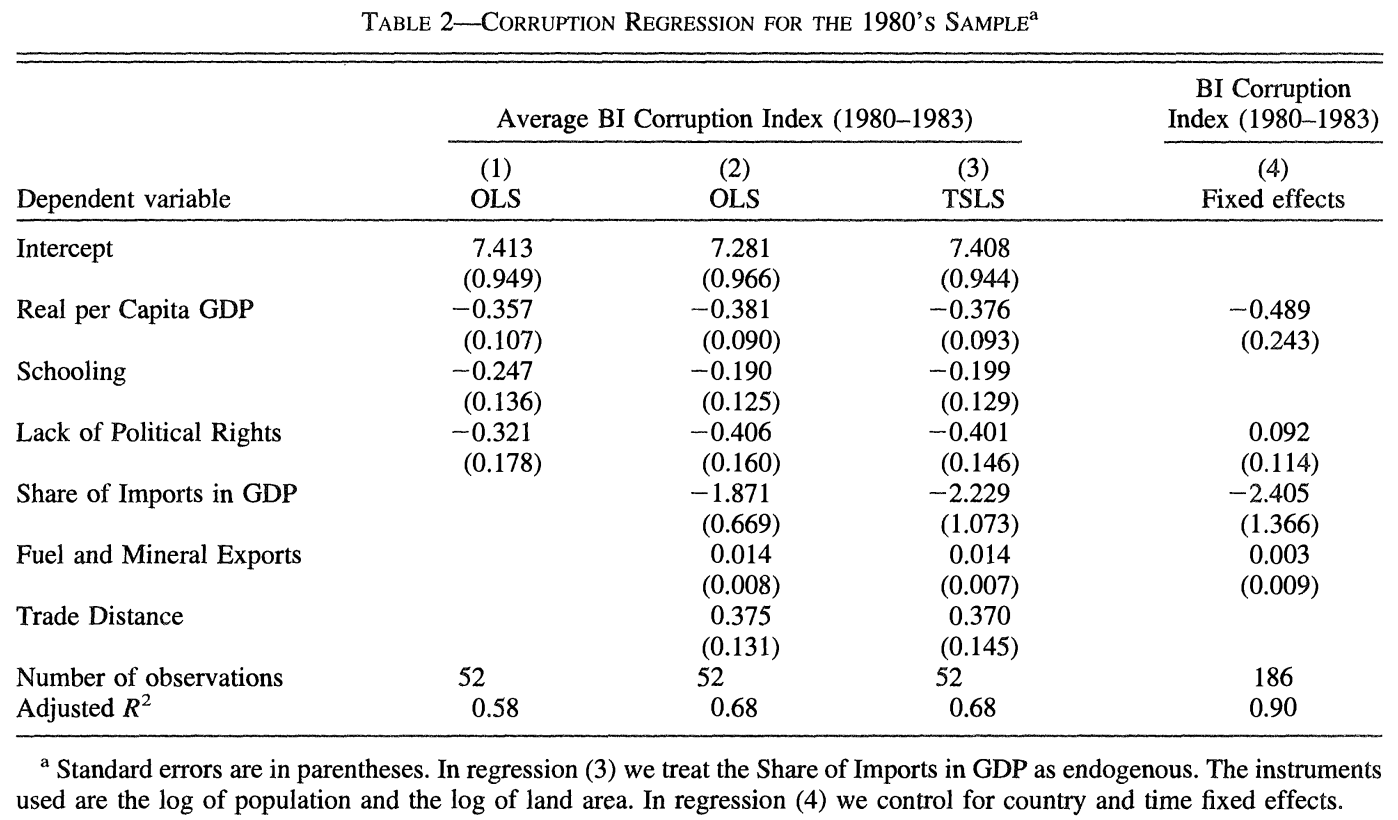 TABLE 2—CORRUPTION REGRESSION FOR THE 1980'S SAMPLEa
BI Corruption
Average BI Corruption Index (1980–1983) Index (1980–1983)
(1) (2) (3) (4)
Dependent variable OLS OLS TSLS Fixed effects
Intercept 7.413 7.281 7.408
(0.949) (0.966) (0.944)
Real per Capita GDP −0.357 −0.381 −0.376 −0.489
(0.107) (0.090) (0.093) (0.243)
Schooling −0.247 −0.190 −0.199
(0.136) (0.125) (0.129)
Lack of Political Rights −0.321 −0.406 −0.401 0.092
(0.178) (0.160) (0.146) (0.114)
Share of Imports in GDP −1.871 −2.229 −2.405
(0.669) (1.073) (1.366)
Fuel and Mineral Exports 0.014 0.014 0.003
(0.008) (0.007) (0.009)
Trade Distance 0.375 0.370
(0.131) (0.145)
Number of observations 52 52 52 186
Adjusted R2 0.58 0.68 0.68 0.90
a Standard errors are in parentheses. In regression (3) we treat the Share of Imports in GDP as endogenous. The instruments
used are the log of population and the log of land area. In regression (4) we control for country and time fixed effects.